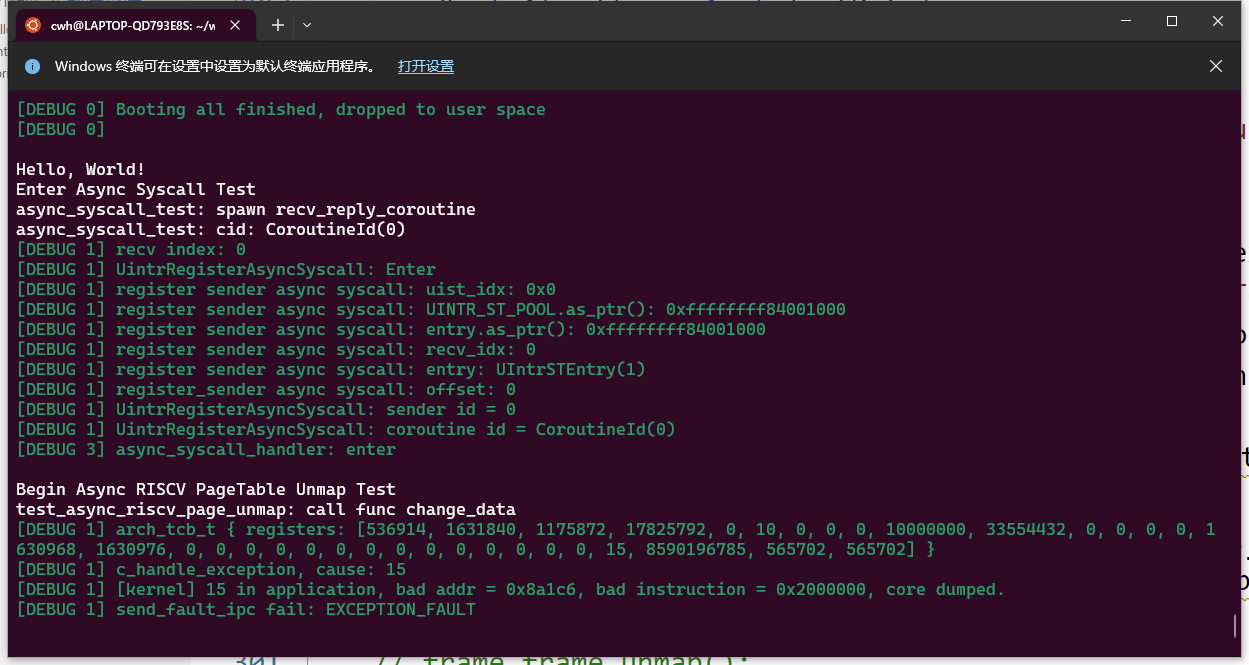 cwh@LAPTOP-QD793E8S: ~/w
Windows 终端可在设置中设置为默认终端应用程序。 打开设置
[DEBUG 0] Booting all finished, dropped to user space
[DEBUG 0]
Hello, World!
Enter Async Syscall Test
async_syscall_test: spawn recv_reply_coroutine
async_syscall_test: cid: CoroutineId(0)
[DEBUG 1] recv index: 0
[DEBUG 1] UintrRegisterAsyncSyscall: Enter
[DEBUG 1] register sender async syscall: uist_idx: 0x0
[DEBUG 1] register sender async syscall: UINTR_ST_POOL.as_ptr(): 0xffffffff84001000
[DEBUG 1] register sender async syscall: entry.as_ptr(): 0xffffffff84001000
[DEBUG 1] register sender async syscall: recv_idx: 0
[DEBUG 1] register sender async syscall: entry: UIntrSTEntry(1)
[DEBUG 1] register_sender async syscall: offset: 0
[DEBUG 1] UintrRegisterAsyncSyscall: sender id = 0
[DEBUG 1] UintrRegisterAsyncSyscall: coroutine id = CoroutineId(0)
[DEBUG 3] async_syscall_handler: enter
Begin Async RISCV PageTable Unmap Test
test_async_riscv_page_unmap: call func change_data
[DEBUG 1] arch_tcb_t { registers: [536914, 1631840, 1175872, 17825792, 0, 10, 0, 0, 0, 10000000, 33554432, 0, 0, 0, 0, 1
630968, 1630976, 0, 0, 0, 0, 0, 0, 0, 0, 0, 0, 0, 0, 0, 0, 15, 8590196785, 565702, 565702] }
[DEBUG 1] c_handle_exception, cause: 15
[DEBUG 1] [kernel] 15 in application, bad addr = 0x8a1c6, bad instruction = 0x2000000, core dumped.
[DEBUG 1] send_fault_ipc fail: EXCEPTION_FAULT
301 // frame.frame_unmap();